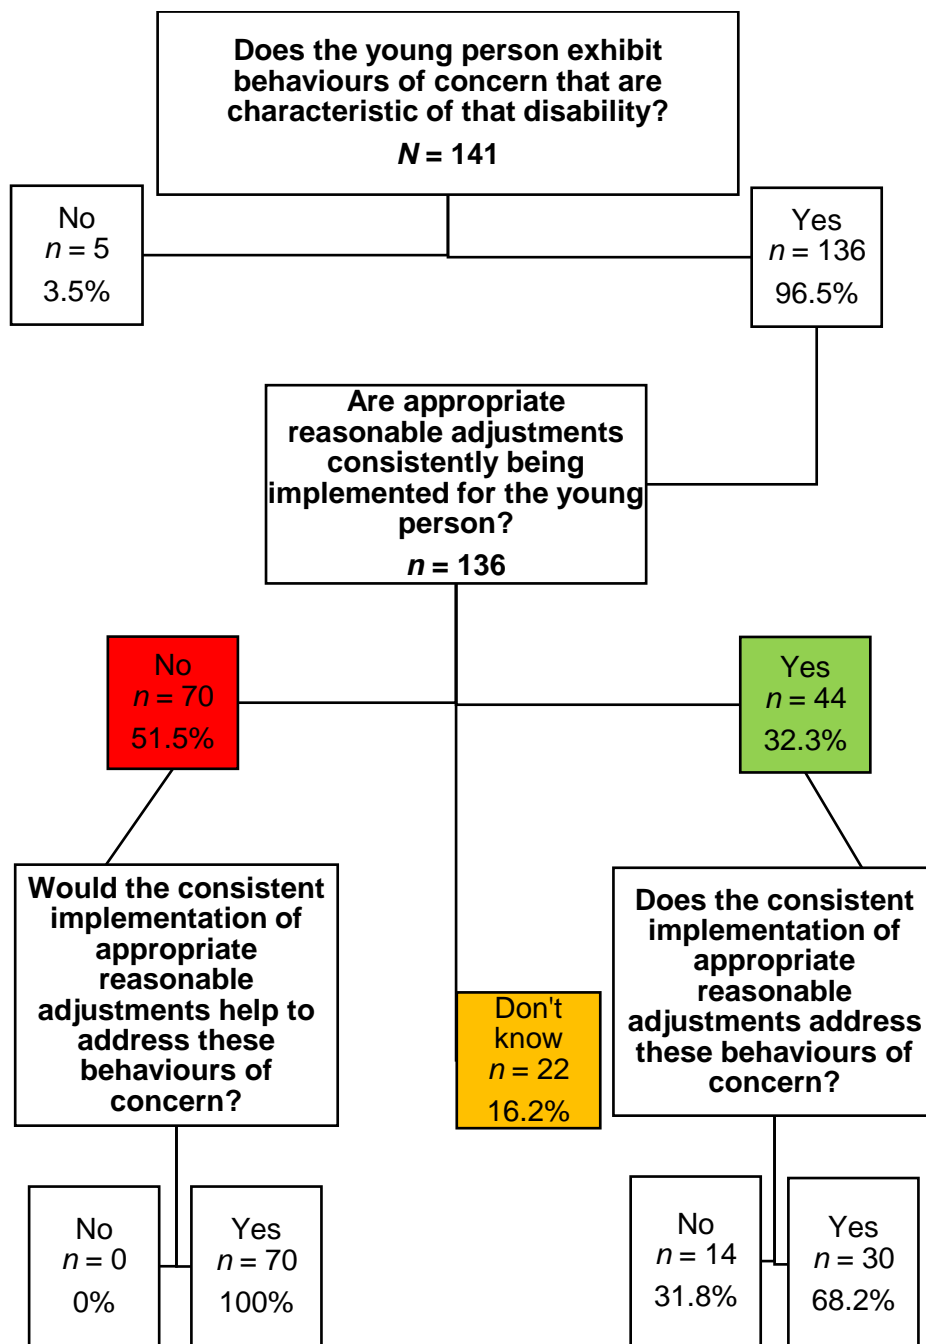 Does the young person exhibit
behaviours of concern that are
characteristic of that disability?
N = 141
No
n = 5
3.5%
Yes
n = 136
96.5%
Are appropriate
reasonable adjustments
consistently being
implemented for the young
person?
n = 136
No
n = 70
51.5%
Yes
n = 44
32.3%
Would the consistent
implementation of
appropriate
reasonable
adjustments help to
address these
behaviours of
concern?
Don't
know
n = 22
16.2%
Does the consistent
implementation of
appropriate
reasonable
adjustments address
these behaviours of
concern?
No
n = 0
0%
Yes
n = 70
100%
No
n = 14
31.8%
Yes
n = 30
68.2%